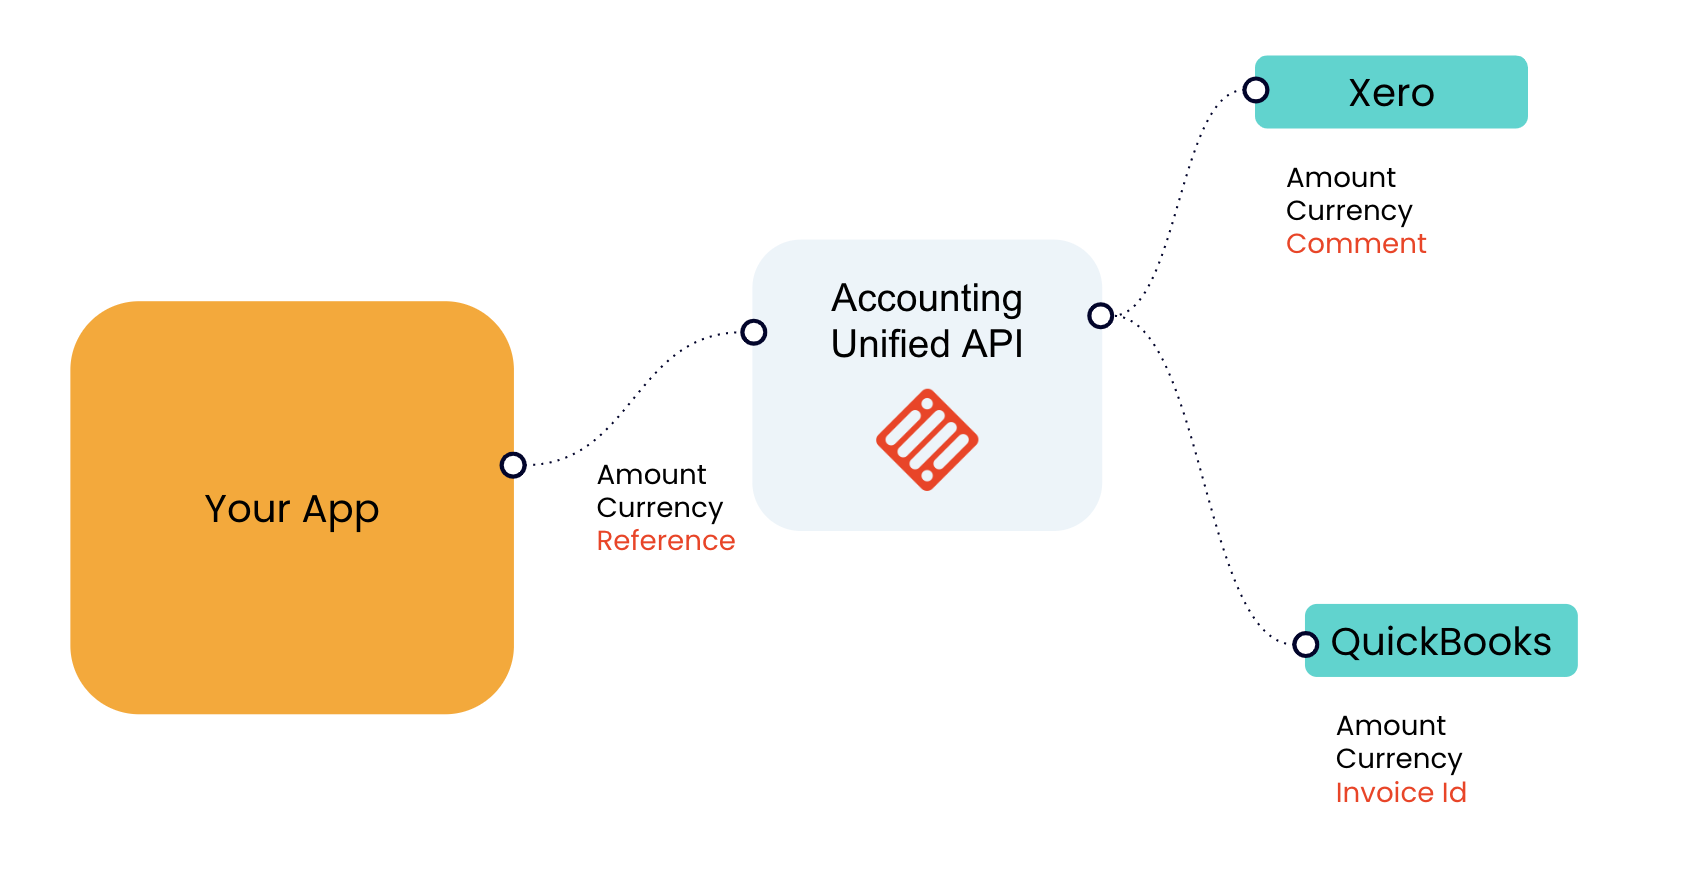 Your App
Amount
Currency
Reference
Accounting
Unified API
Xero
Amount
Currency
Comment
QuickBooks
Amount
Currency
Invoice Id